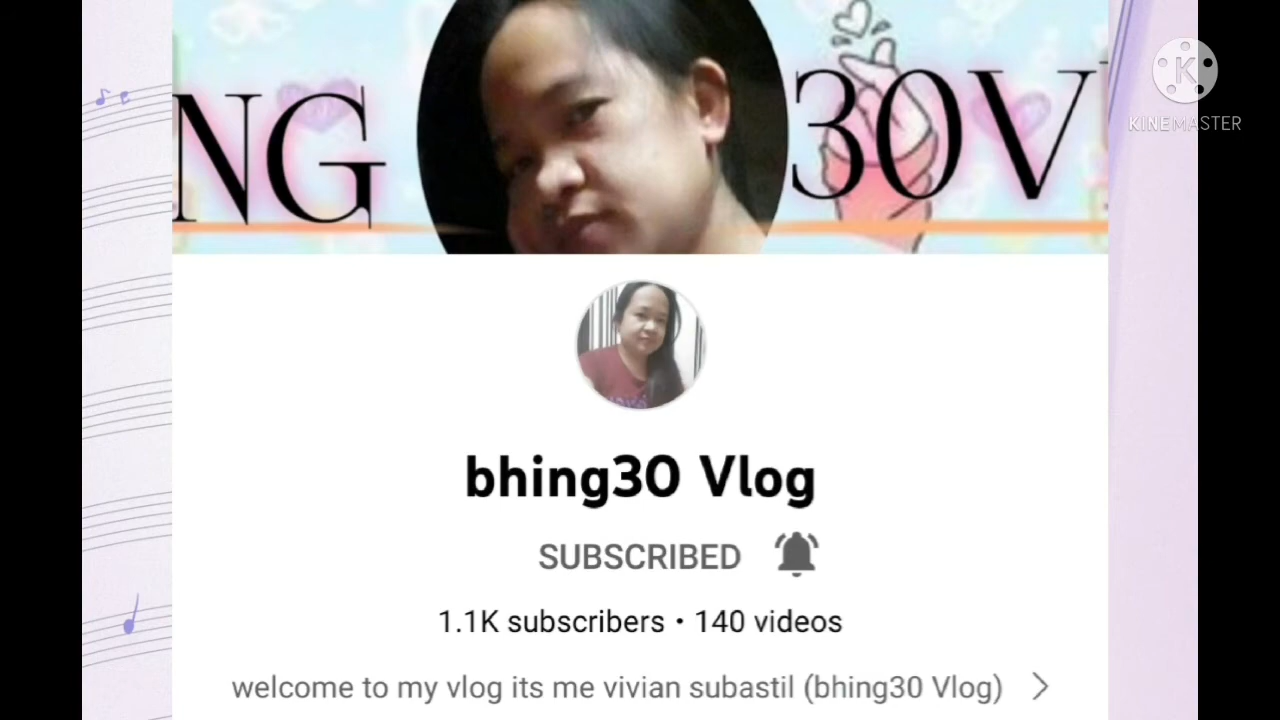 NG 30V
KINEMASTER
bhing30 Vlog
SUBSCRIBED
1.1K subscribers • 140 videos
welcome to my vlog its me vivian subastil (bhing30 Vlog)